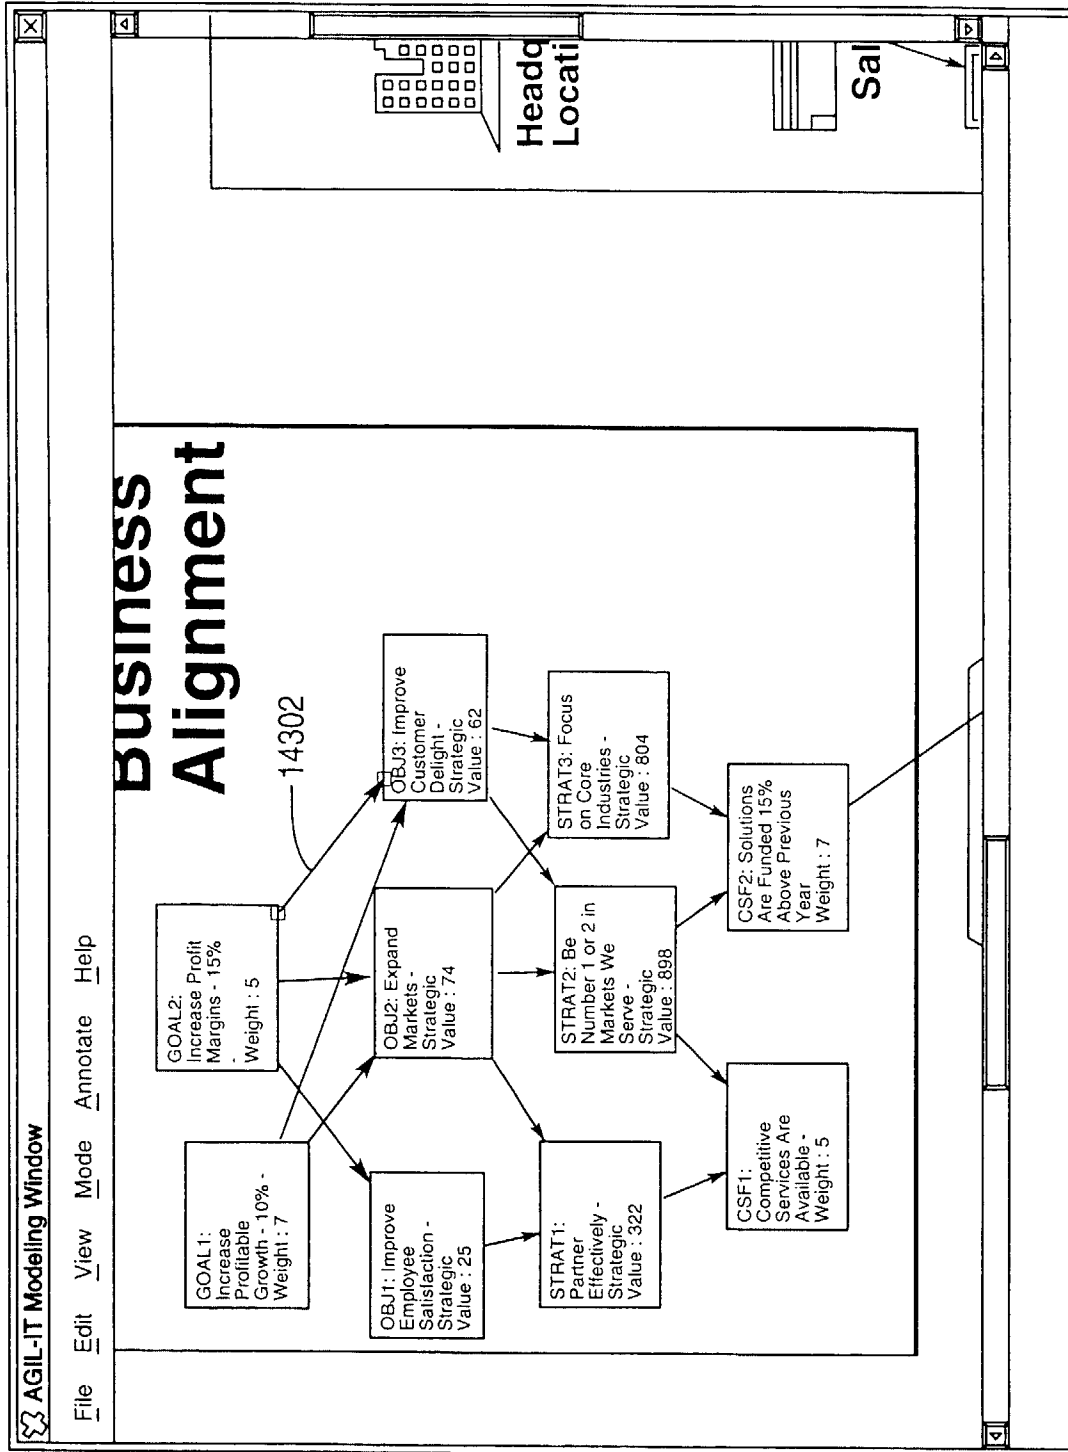 AGIL-IT Modeling Window
File Edit View Mode Annotate Help
Business
Alignment
14302
GOAL1:
Increase
Profitable
Growth - 10% -
Weight : 7
GOAL2:
Increase Profit
Margins - 15%
-
Weight : 5
OBJ1: Improve
Employee
Satisfaction -
Strategic
Value : 25
OBJ2: Expand
Markets -
Strategic
Value : 74
OBJ3: Improve
Customer
Delight -
Strategic
Value : 62
STRAT1:
Partner
Effectively -
Strategic
Value : 322
STRAT2: Be
Number 1 or 2 in
Markets We
Serve -
Strategic
Value : 898
STRAT3: Focus
on Core
Industries -
Strategic
Value : 804
CSF1:
Competitive
Services Are
Available -
Weight : 5
CSF2: Solutions
Are Funded 15%
Above Previous
Year
Weight : 7
Headq
Locati
Sal